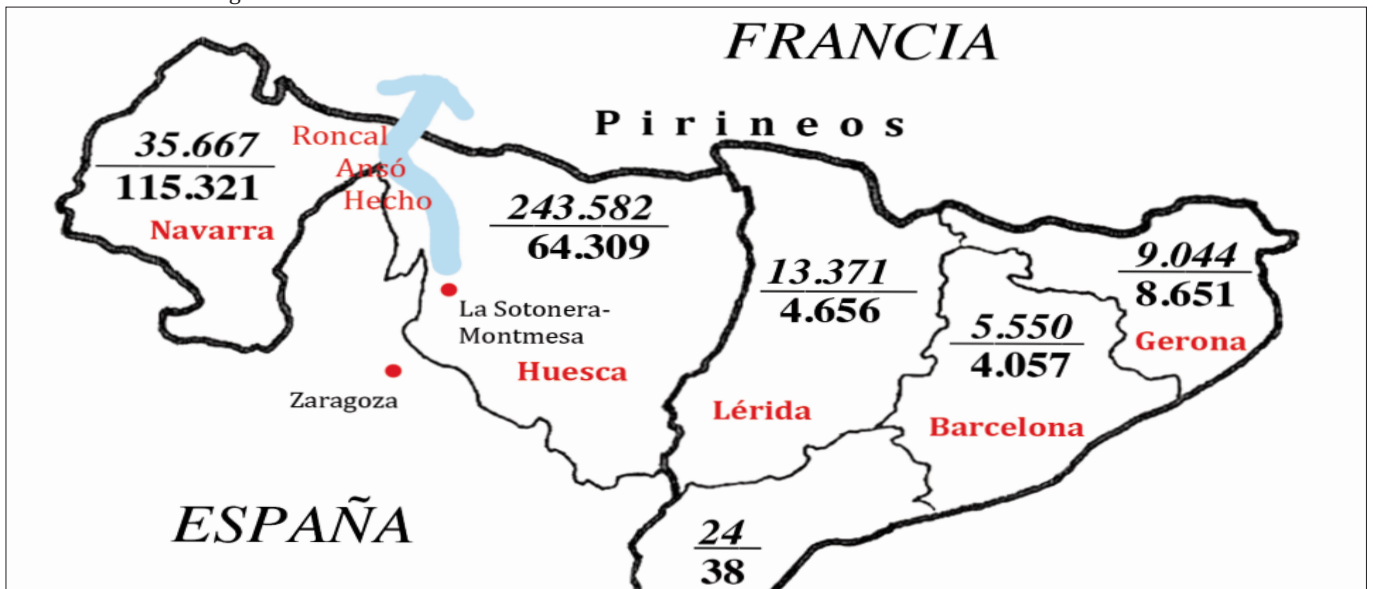 FRANCIA
Pirineos
35.667
115.321
Navarra
Roncal
Ansó
Hecho
243.582
64.309
La Sotonera-
Montmesa
Huesca
Zaragoza
13.371
4.656
Lérida
5.550
4.057
Barcelona
9.044
8.651
Gerona
ESPAÑA
24
38